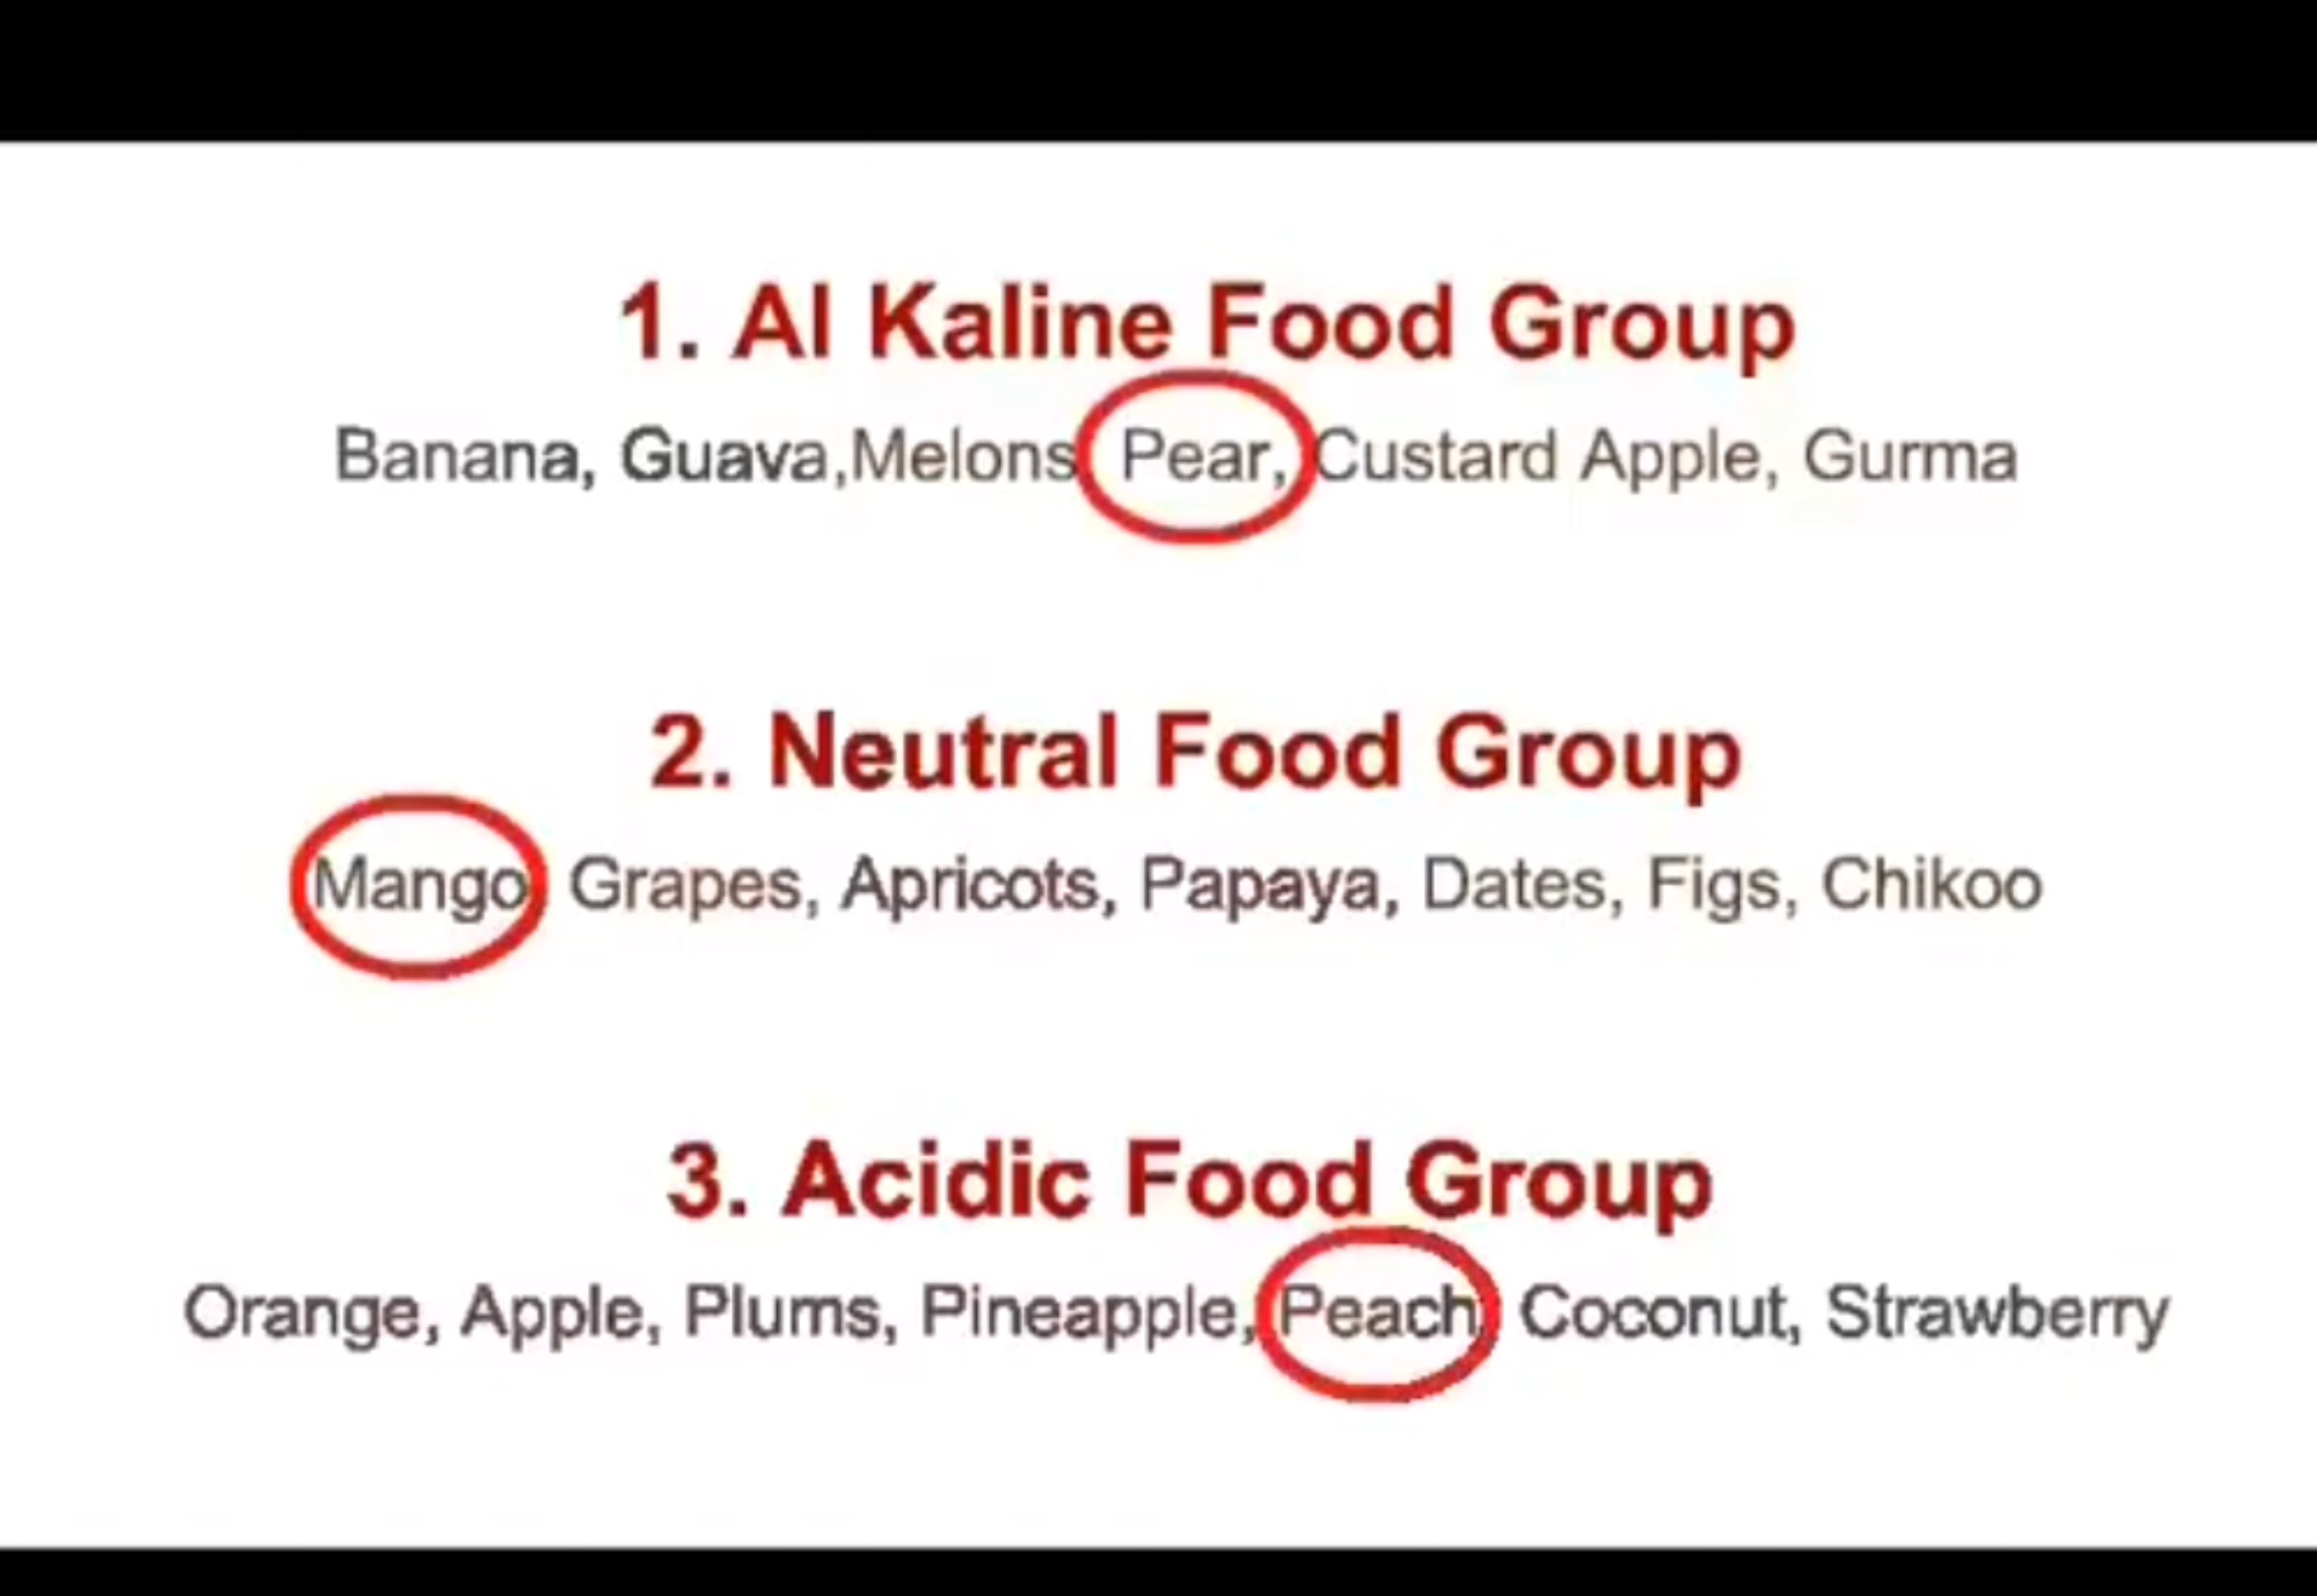 1. Al Kaline Food Group
Banana, Guava,Melons Pear, Custard Apple, Gurma
2. Neutral Food Group
Mango Grapes, Apricots, Papaya, Dates, Figs, Chikoo
3. Acidic Food Group
Orange, Apple, Plums, Pineapple, Peach Coconut, Strawberry